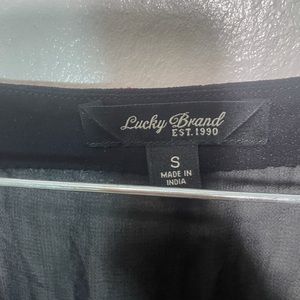 Lucky Brand
EST. 1990
S
MADE IN
INDIA